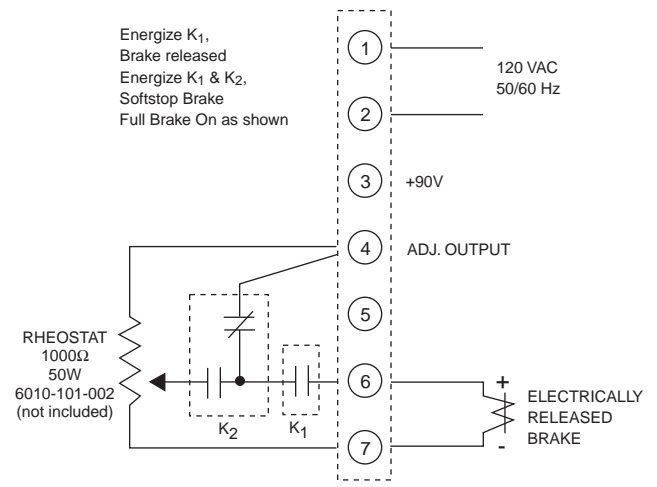 Energize K1,
Brake released
Energize K1 & K2,
Softstop Brake
Full Brake On as shown
1
120 VAC
50/60 Hz
2
3
+90V
4
ADJ. OUTPUT
5
RHEOSTAT
1000Ω
50W
6010-101-002
(not included)
K2
K1
6
7
+
-
ELECTRICALLY
RELEASED
BRAKE